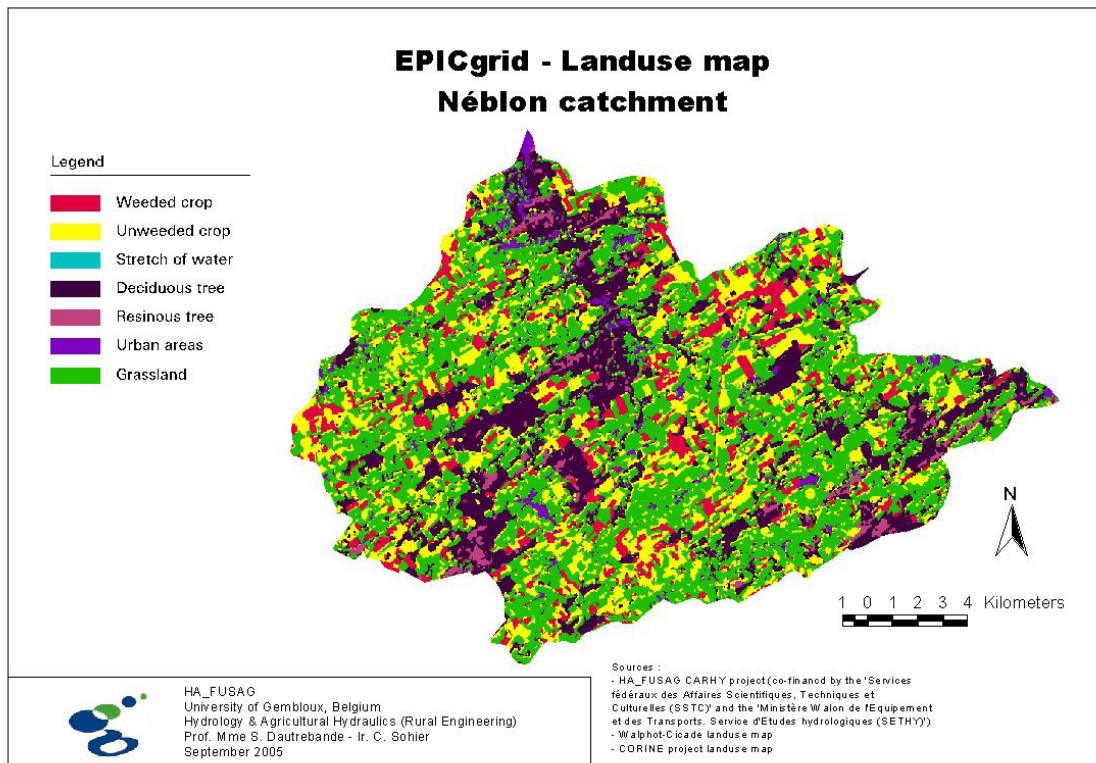 EPICgrid - Landuse map
Néblon catchment
Legend
Weeded crop
Unweeded crop
Stretch of water
Deciduous tree
Resinous tree
Urban areas
Grassland
N
1 0 1 2 3 4 Kilometers
HA_FUSAG
University of Gembloux, Belgium
Hydrology & Agricultural Hydraulics (Rural Engineering)
Prof. Mme S. Dautrebande - Ir. C. Sohier
September 2005
Sources :
- HA_FUSAG CARHY project (co-financd by the 'Services
fédéraux des Affaires Scientifiques, Techniques et
Culturelles (SSTC)' and the 'Ministère Walon de l'Equipement
et des Transports. Service d'Etudes hydrologiques (SETHY)')
- Walphot-Cicade landuse map
- CORINE project landuse map